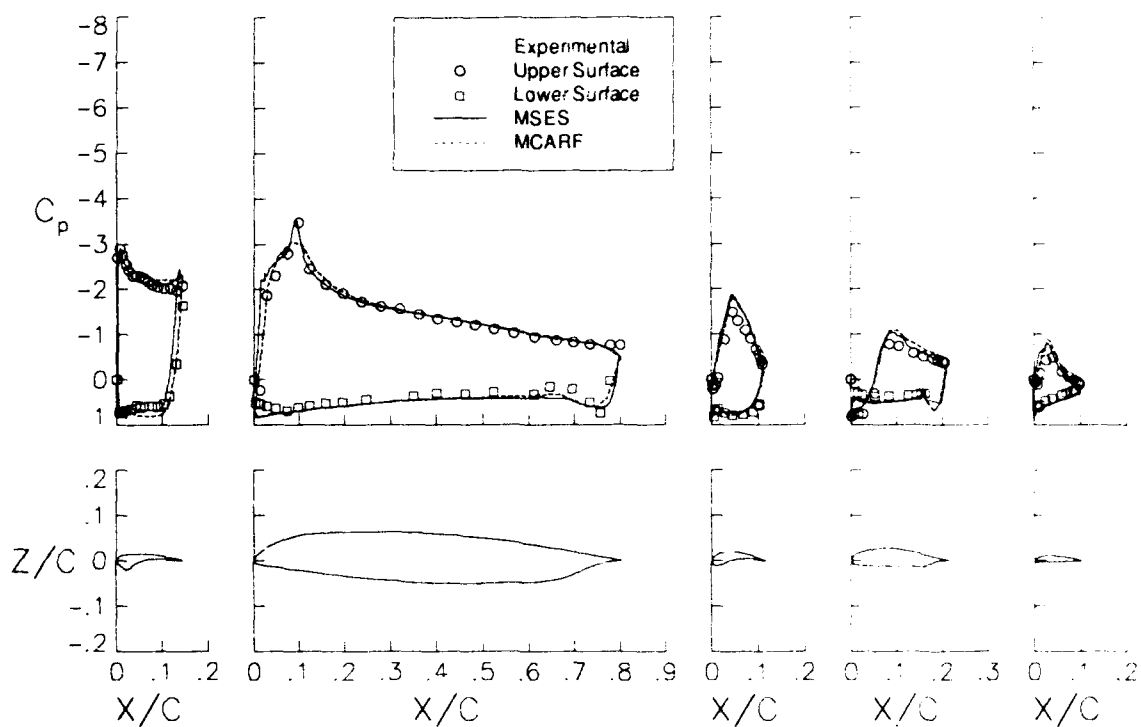 -8
-7
-6
-5
-4
-3
-2
-1
0
1
C_p
Experimental
Upper Surface
Lower Surface
MSES
MCARF
.2
.1
0
-.1
-.2
Z/C
0 .1 .2
0 .1 .2 .3 .4 .5 .6 .7 .8 .9
0 .1 .2
0 .1 .2 .3
0 .1 .2
X/C X/C X/C X/C X/C